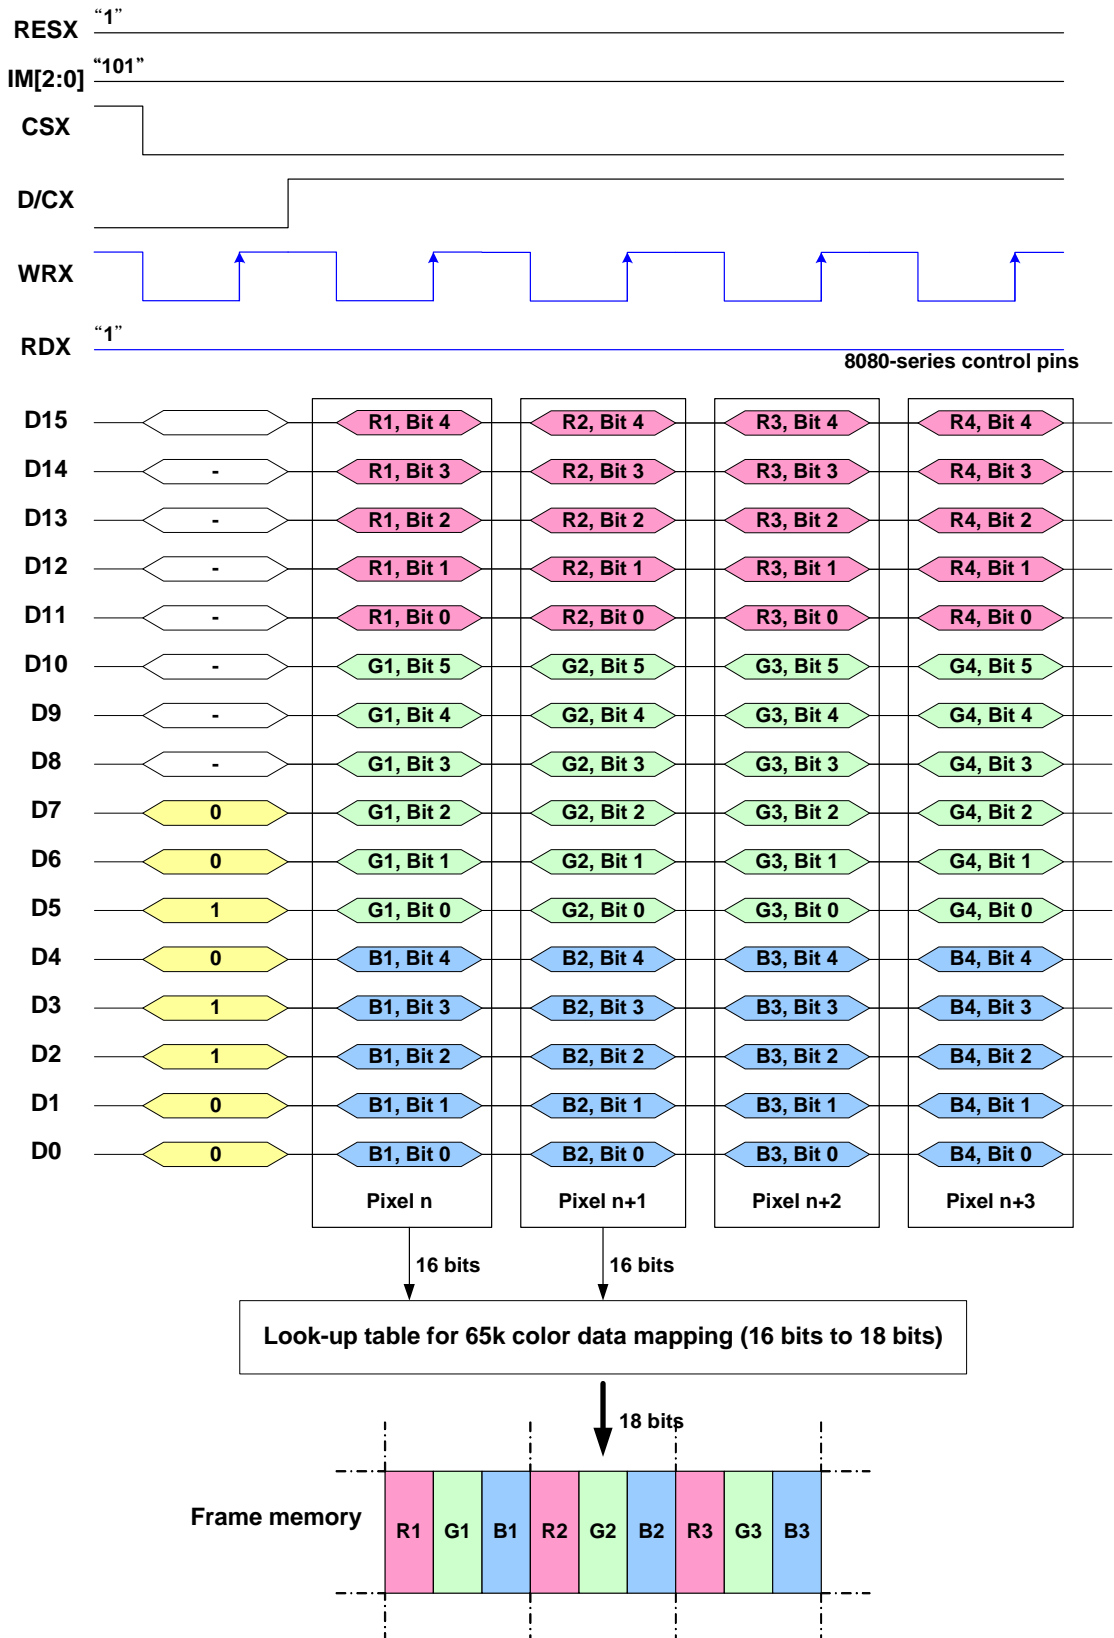 RESX “1”
IM[2:0] “101”
CSX
D/CX
WRX
RDX “1”
8080-series control pins
D15 R1, Bit 4 R2, Bit 4 R3, Bit 4 R4, Bit 4
D14 - R1, Bit 3 R2, Bit 3 R3, Bit 3 R4, Bit 3
D13 - R1, Bit 2 R2, Bit 2 R3, Bit 2 R4, Bit 2
D12 - R1, Bit 1 R2, Bit 1 R3, Bit 1 R4, Bit 1
D11 - R1, Bit 0 R2, Bit 0 R3, Bit 0 R4, Bit 0
D10 - G1, Bit 5 G2, Bit 5 G3, Bit 5 G4, Bit 5
D9 - G1, Bit 4 G2, Bit 4 G3, Bit 4 G4, Bit 4
D8 - G1, Bit 3 G2, Bit 3 G3, Bit 3 G4, Bit 3
D7 0 G1, Bit 2 G2, Bit 2 G3, Bit 2 G4, Bit 2
D6 0 G1, Bit 1 G2, Bit 1 G3, Bit 1 G4, Bit 1
D5 1 G1, Bit 0 G2, Bit 0 G3, Bit 0 G4, Bit 0
D4 0 B1, Bit 4 B2, Bit 4 B3, Bit 4 B4, Bit 4
D3 1 B1, Bit 3 B2, Bit 3 B3, Bit 3 B4, Bit 3
D2 1 B1, Bit 2 B2, Bit 2 B3, Bit 2 B4, Bit 2
D1 0 B1, Bit 1 B2, Bit 1 B3, Bit 1 B4, Bit 1
D0 0 B1, Bit 0 B2, Bit 0 B3, Bit 0 B4, Bit 0
Pixel n Pixel n+1 Pixel n+2 Pixel n+3
16 bits 16 bits
Look-up table for 65k color data mapping (16 bits to 18 bits)
18 bits
Frame memory R1 G1 B1 R2 G2 B2 R3 G3 B3